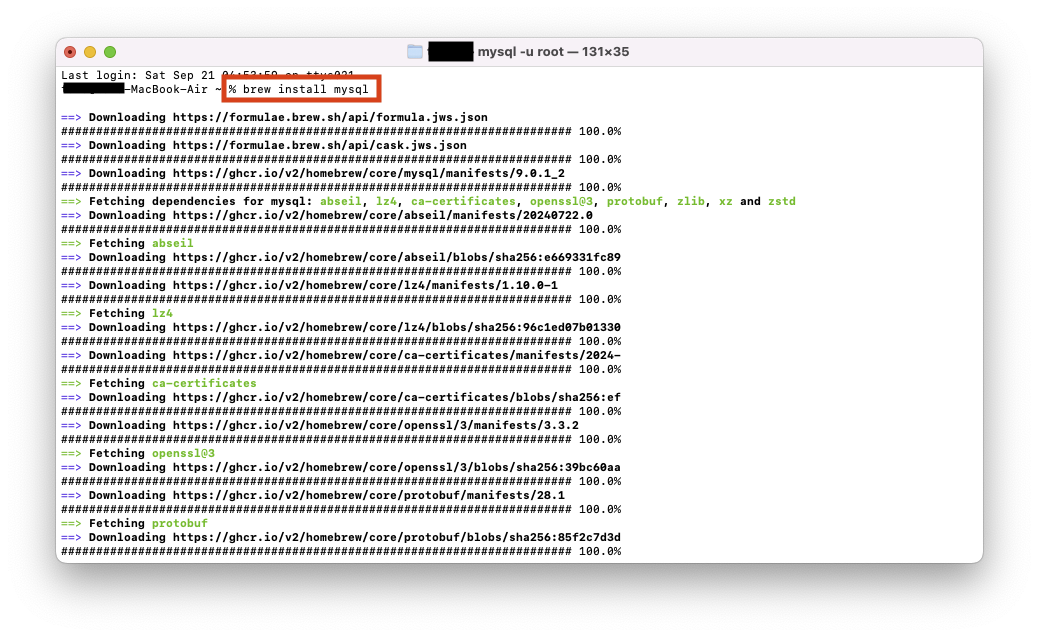 mysql -u root — 131×35
Last login: Sat Sep 21 04:53:59 on ttys021
-MacBook-Air ~ % brew install mysql
==> Downloading https://formulae.brew.sh/api/formula.jws.json
######################################################################### 100.0%
==> Downloading https://formulae.brew.sh/api/cask.jws.json
######################################################################### 100.0%
==> Downloading https://ghcr.io/v2/homebrew/core/mysql/manifests/9.0.1_2
######################################################################### 100.0%
==> Fetching dependencies for mysql: abseil, lz4, ca-certificates, openssl@3, protobuf, zlib, xz and zstd
==> Downloading https://ghcr.io/v2/homebrew/core/abseil/manifests/20240722.0
######################################################################### 100.0%
==> Fetching abseil
==> Downloading https://ghcr.io/v2/homebrew/core/abseil/blobs/sha256:e669331fc89
######################################################################### 100.0%
==> Downloading https://ghcr.io/v2/homebrew/core/lz4/manifests/1.10.0-1
######################################################################### 100.0%
==> Fetching lz4
==> Downloading https://ghcr.io/v2/homebrew/core/lz4/blobs/sha256:96c1ed07b01330
######################################################################### 100.0%
==> Downloading https://ghcr.io/v2/homebrew/core/ca-certificates/manifests/2024-
######################################################################### 100.0%
==> Fetching ca-certificates
==> Downloading https://ghcr.io/v2/homebrew/core/ca-certificates/blobs/sha256:ef
######################################################################### 100.0%
==> Downloading https://ghcr.io/v2/homebrew/core/openssl/3/manifests/3.3.2
######################################################################### 100.0%
==> Fetching openssl@3
==> Downloading https://ghcr.io/v2/homebrew/core/openssl/3/blobs/sha256:39bc60aa
######################################################################### 100.0%
==> Downloading https://ghcr.io/v2/homebrew/core/protobuf/manifests/28.1
######################################################################### 100.0%
==> Fetching protobuf
==> Downloading https://ghcr.io/v2/homebrew/core/protobuf/blobs/sha256:85f2c7d3d
######################################################################### 100.0%